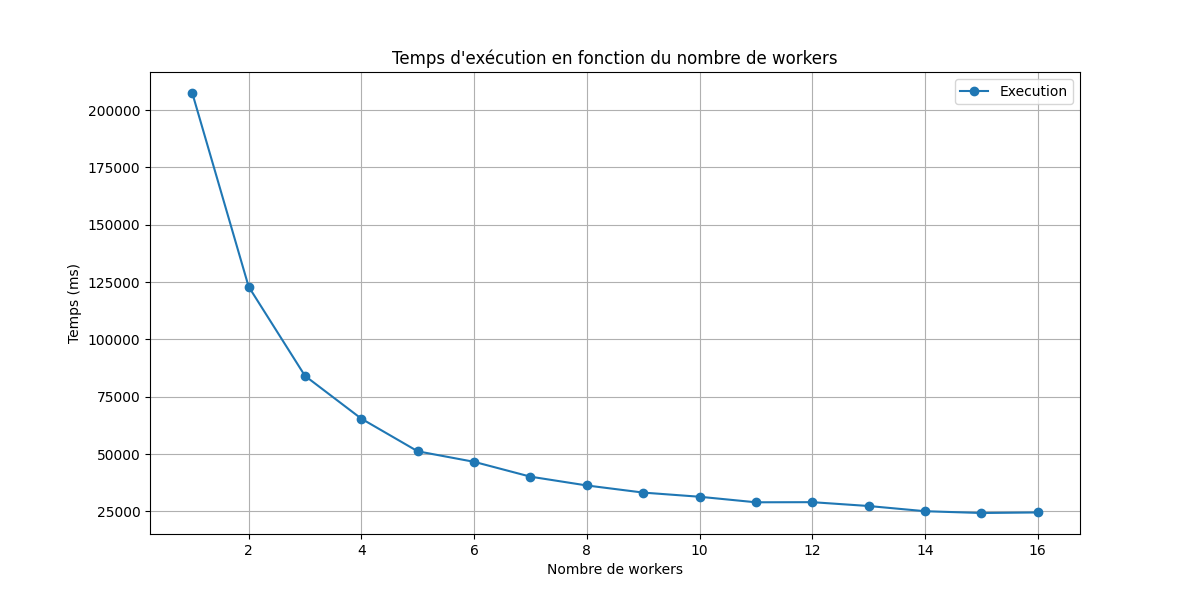 Temps d'exécution en fonction du nombre de workers
Execution
200000
175000
150000
125000
100000
75000
50000
25000
Temps (ms)
2 4 6 8 10 12 14 16
Nombre de workers